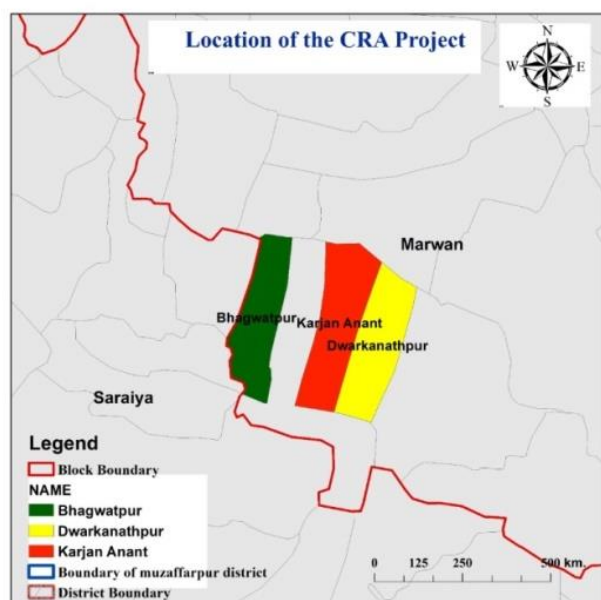 Location of the CRA Project
N
W E
S
Marwan
Bhagwatpur
Karjan Anant
Dwarkanathpur
Saraiya
Legend
Block Boundary
NAME
Bhagwatpur
Dwarkanathpur
Karjan Anant
Boundary of muzaffarpur district
District Boundary
0 125 250 500 km.